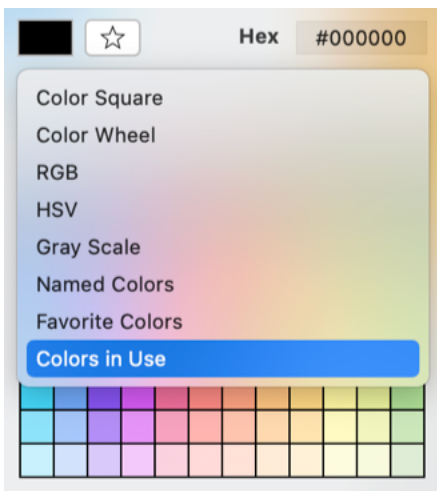 Hex #000000
Color Square
Color Wheel
RGB
HSV
Gray Scale
Named Colors
Favorite Colors
Colors in Use